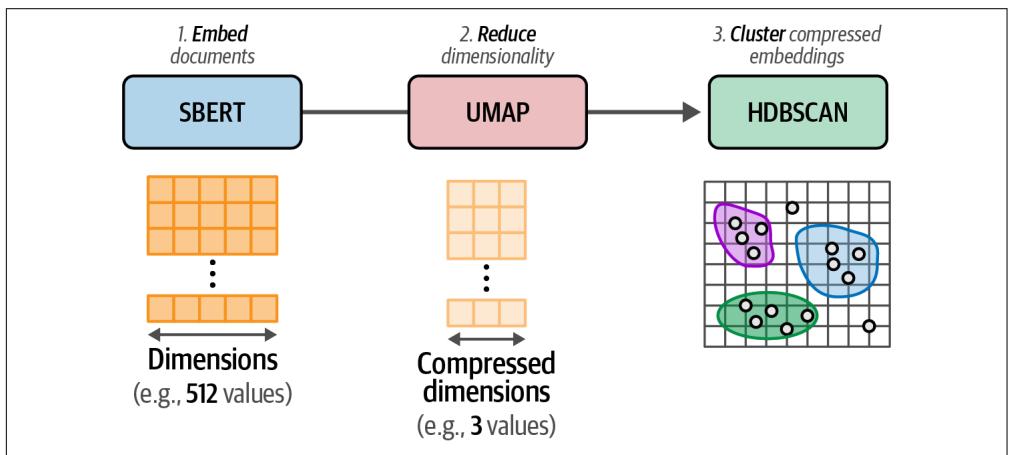 1. Embed
documents
2. Reduce
dimensionality
3. Cluster compressed
embeddings
SBERT
UMAP
HDBSCAN
Dimensions
(e.g., 512 values)
Compressed
dimensions
(e.g., 3 values)